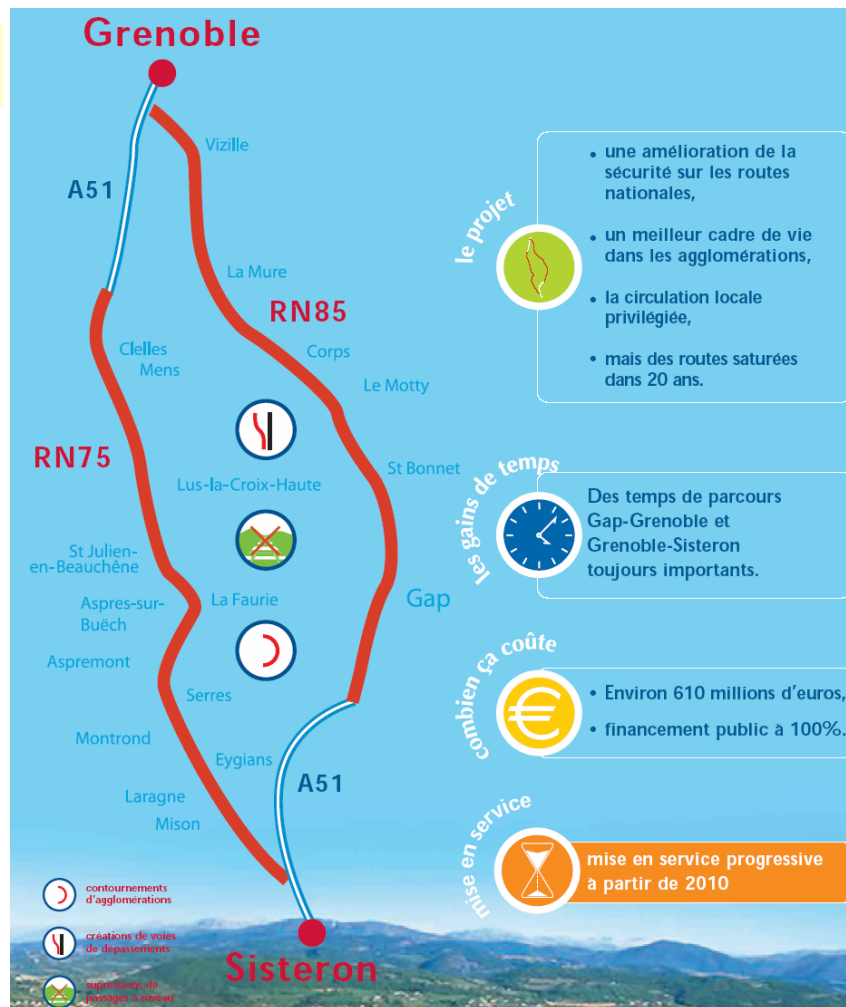 Grenoble
Vizille
A51
La Mure
RN85
Clelles
Mens
Corps
Le Motty
RN75
Lus-la-Croix-Haute
St Bonnet
St Julien-
en-Beauchêne
Aspres-sur-
Buëch
La Faurie
Gap
Aspremont
Serres
Montrond
Eygians
A51
Laragne
Mison
Sisteron
contournements
d'agglomérations
créations de voies
de dépassements
supressions de
passages à niveau
le projet
• une amélioration de la
sécurité sur les routes
nationales,
• un meilleur cadre de vie
dans les agglomérations,
• la circulation locale
privilégiée,
• mais des routes saturées
dans 20 ans.
les gains de temps
Des temps de parcours
Gap-Grenoble et
Grenoble-Sisteron
toujours importants.
combien ça coûte
€
• Environ 610 millions d'euros,
• financement public à 100%.
mise en service
mise en service progressive
à partir de 2010